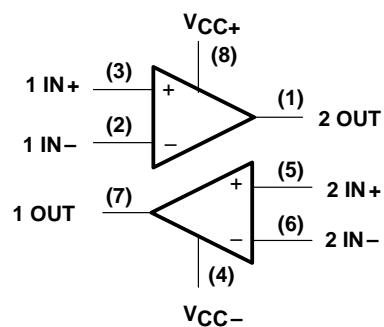 VCC+
(8)
1 IN+ (3) +
(1) 2 OUT
1 IN− (2) −
1 OUT (7)
+ (5) 2 IN+
− (6) 2 IN−
(4)
VCC−